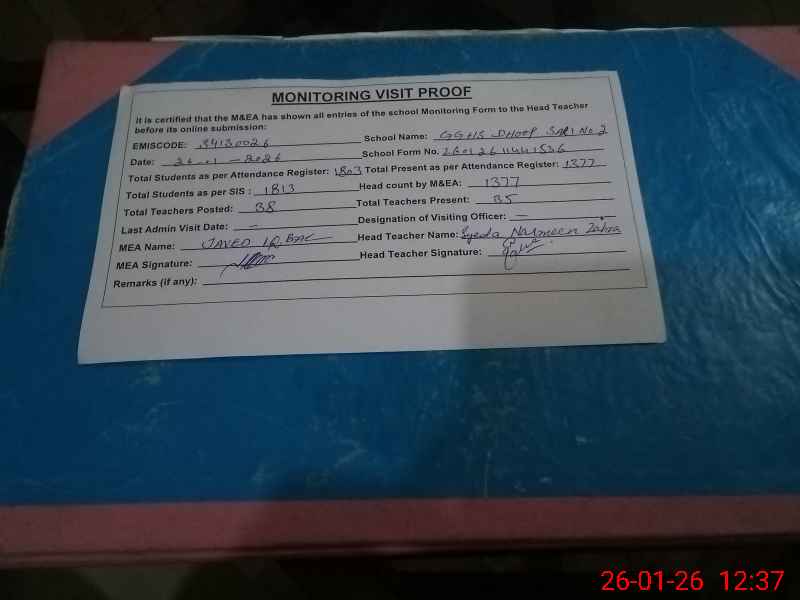 MONITORING VISIT PROOF
It is certified that the M&EA has shown all entries of the school Monitoring Form to the Head Teacher
before its online submission:
EMISCODE: 34130026 School Name: GGHS DHOOP SARI No 2
Date: 26-01-2026 School Form No. 2601261441536
Total Students as per Attendance Register: 1803 Total Present as per Attendance Register: 1377
Total Students as per SIS : 1813 Head count by M&EA: 1377
Total Teachers Posted: 38 Total Teachers Present: 35
Last Admin Visit Date: — Designation of Visiting Officer: —
MEA Name: JAVED IQBAL Head Teacher Name: Syeda Nasmeen Zahra
MEA Signature: Head Teacher Signature:
Remarks (if any):
26-01-26 12:37